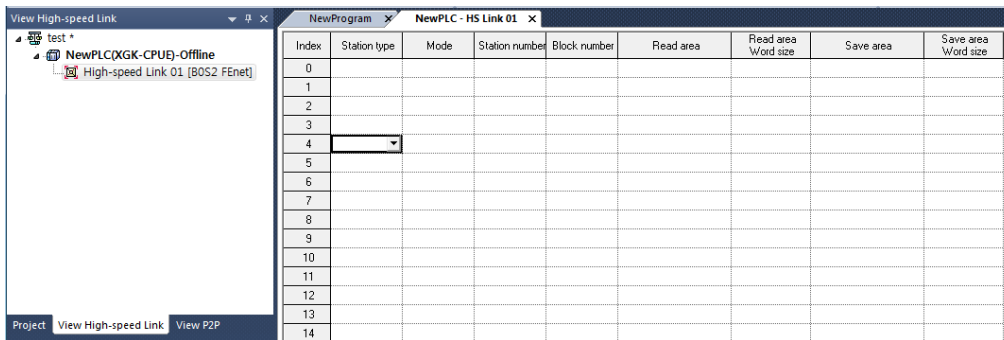 View High-speed Link
NewProgram
NewPLC - HS Link 01
test *
NewPLC(XGK-CPUE)-Offline
High-speed Link 01 [B0S2 FEnet]
Index Station type Mode Station number Block number Read area Read area Word size Save area Save area Word size
0
1
2
3
4
5
6
7
8
9
10
11
12
13
14
Project View High-speed Link View P2P